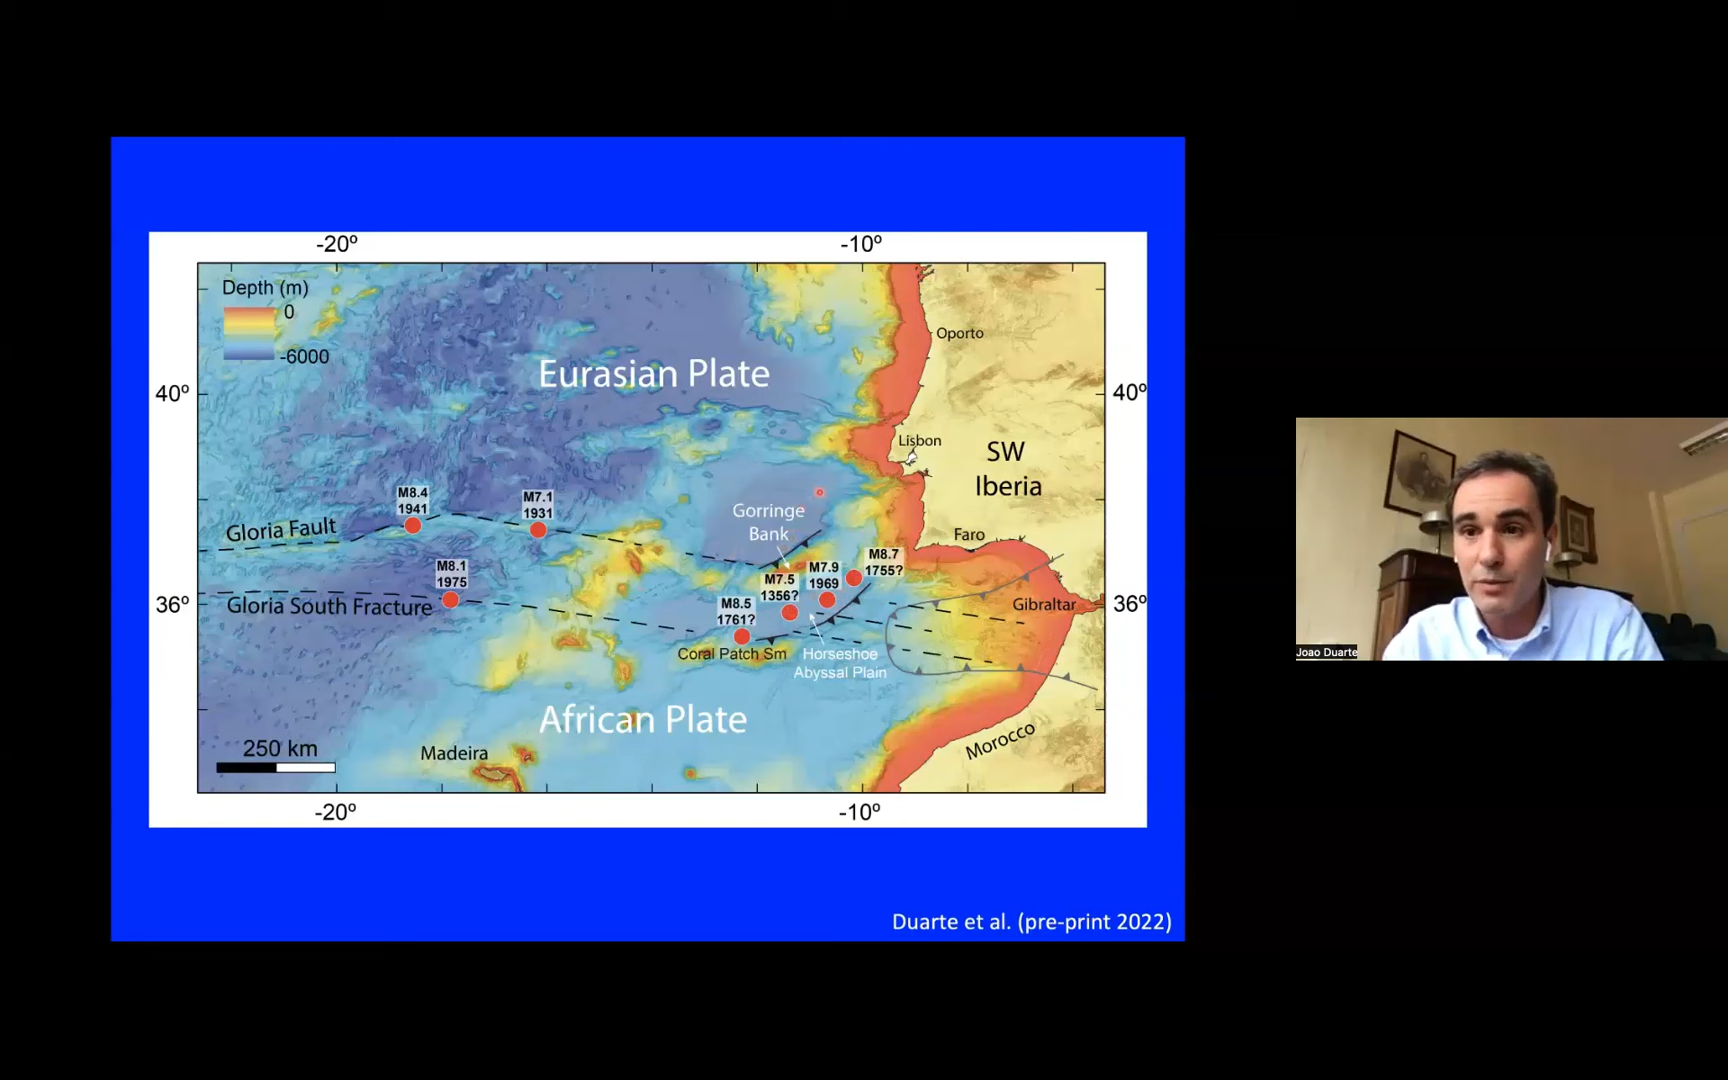 -20º
-10º
Depth (m)
0
-6000
Oporto
Eurasian Plate
40º
40º
Lisbon
SW
Iberia
M8.4
1941
M7.1
1931
Gorringe
Bank
Gloria Fault
Faro
M8.7
1755?
M8.1
1975
M7.9
1969
M7.5
1356?
36º
Gloria South Fracture
M8.5
1761?
Gibraltar
36º
Coral Patch Sm
Horseshoe
Abyssal Plain
African Plate
Morocco
250 km
Madeira
-20º
-10º
Duarte et al. (pre-print 2022)
Joao Duarte